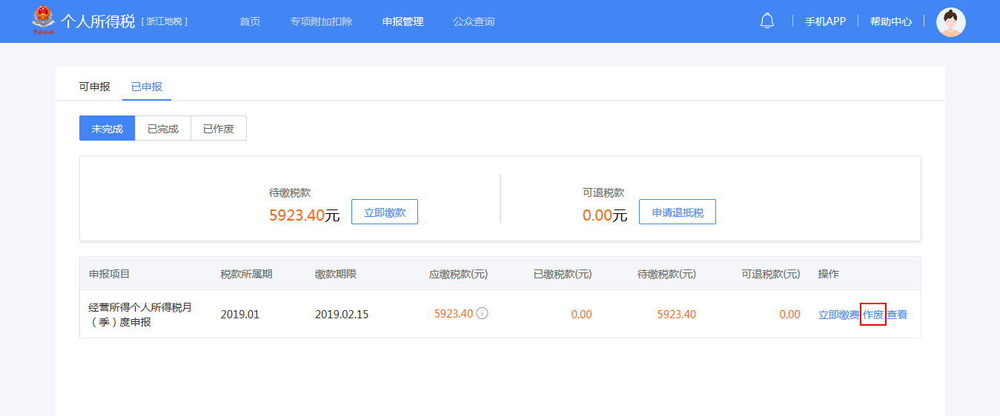 个人所得税 [ 浙江地税 ] 首页 专项附加扣除 申报管理 公众查询 手机APP 帮助中心
可申报 已申报
未完成 已完成 已作废
待缴税款 可退税款
5923.40元 立即缴款 0.00元 申请退抵税
申报项目 税款所属期 缴款期限 应缴税款(元) 已缴税款(元) 待缴税款(元) 可退税款(元) 操作
经营所得个人所得税月
（季）度申报 2019.01 2019.02.15 5923.40 0.00 5923.40 0.00 立即缴费 作废 查看